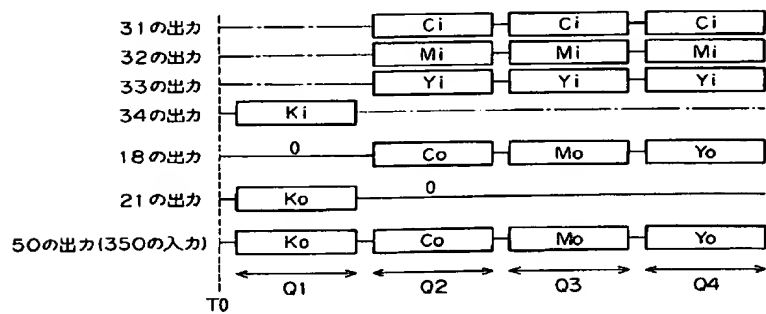 31の出力 Ci Ci Ci
32の出力 Mi Mi Mi
33の出力 Yi Yi Yi
34の出力 Ki
18の出力 0 Co Mo Yo
21の出力 Ko 0
50の出力(350の入力) Ko Co Mo Yo
Q1 Q2 Q3 Q4
T0